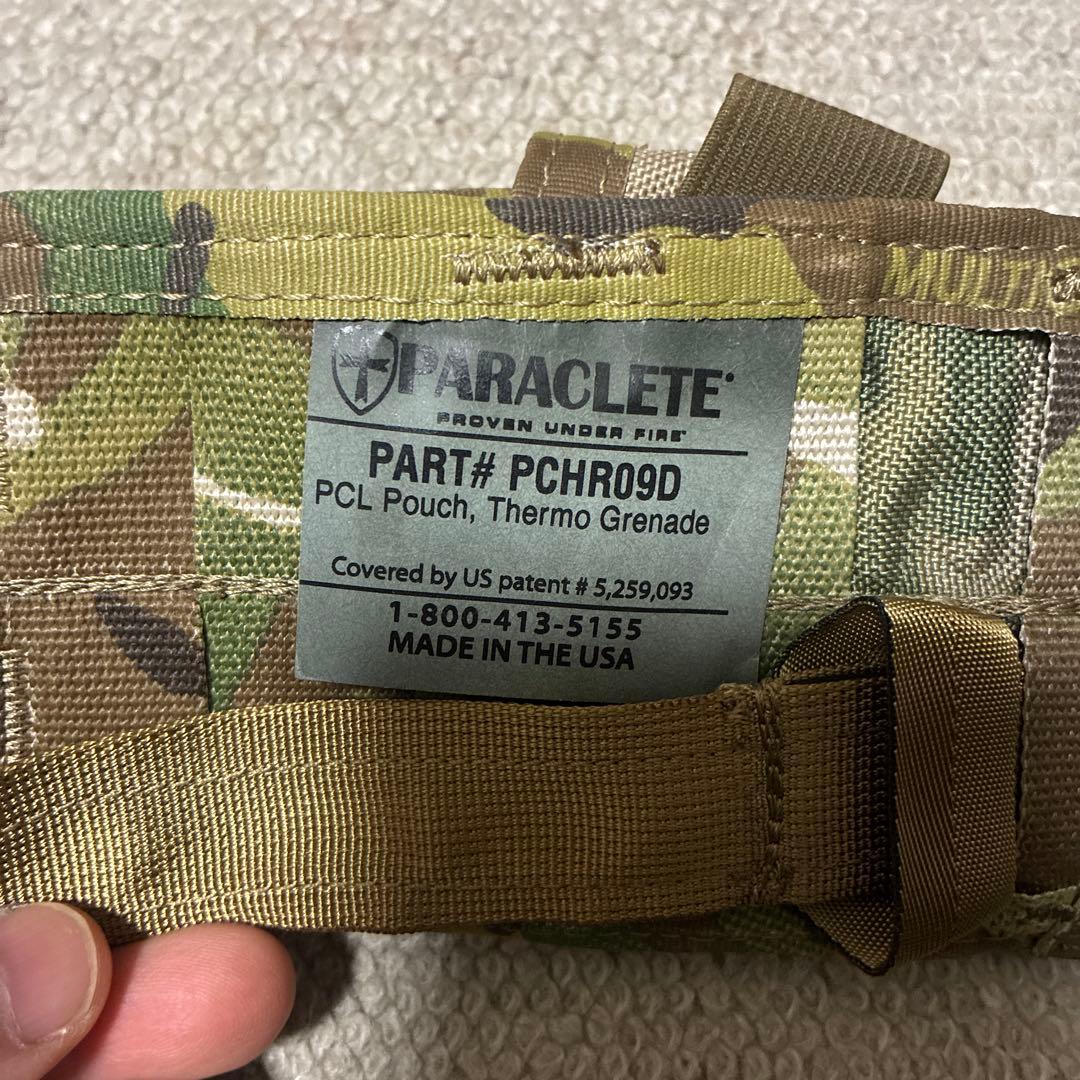 MULTI
PARACLETE®
PROVEN UNDER FIRE
PART# PCHR09D
PCL Pouch, Thermo Grenade
Covered by US patent # 5,259,093
1-800-413-5155
MADE IN THE USA